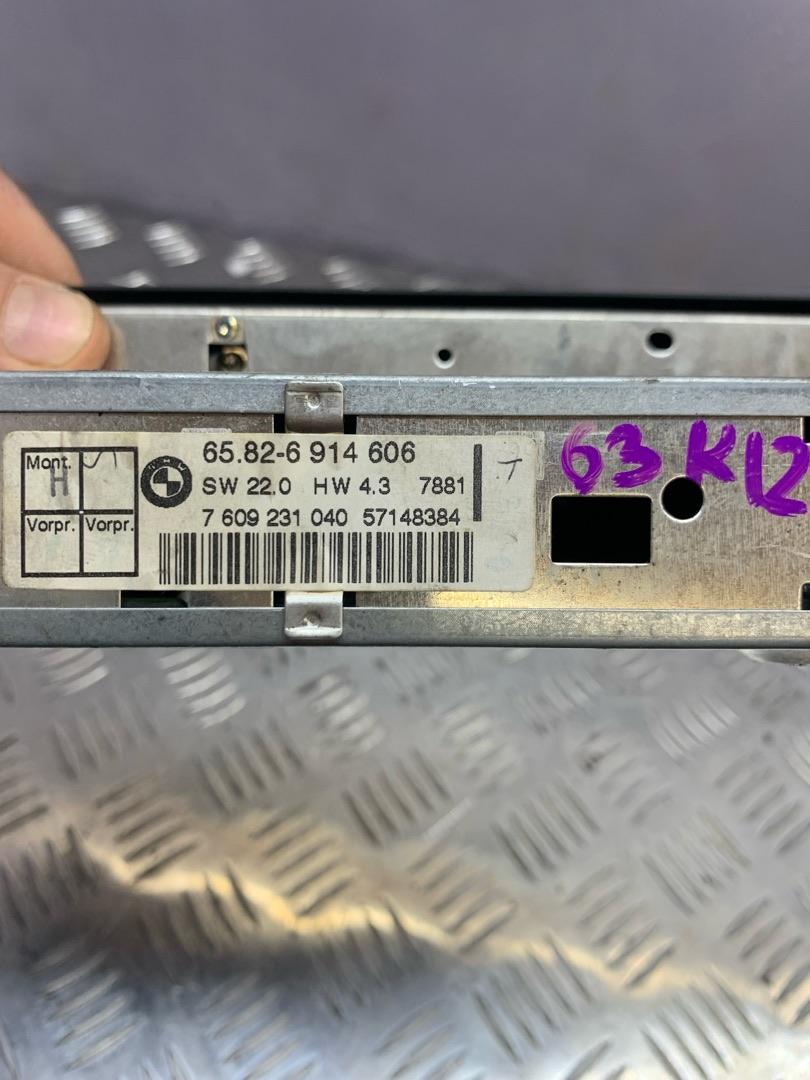 65.82-6 914 606
SW 22.0 HW 4.3 7881
7 609 231 040 57148384
Mont.
H
Vorpr. Vorpr.
BMW
T
63 K12